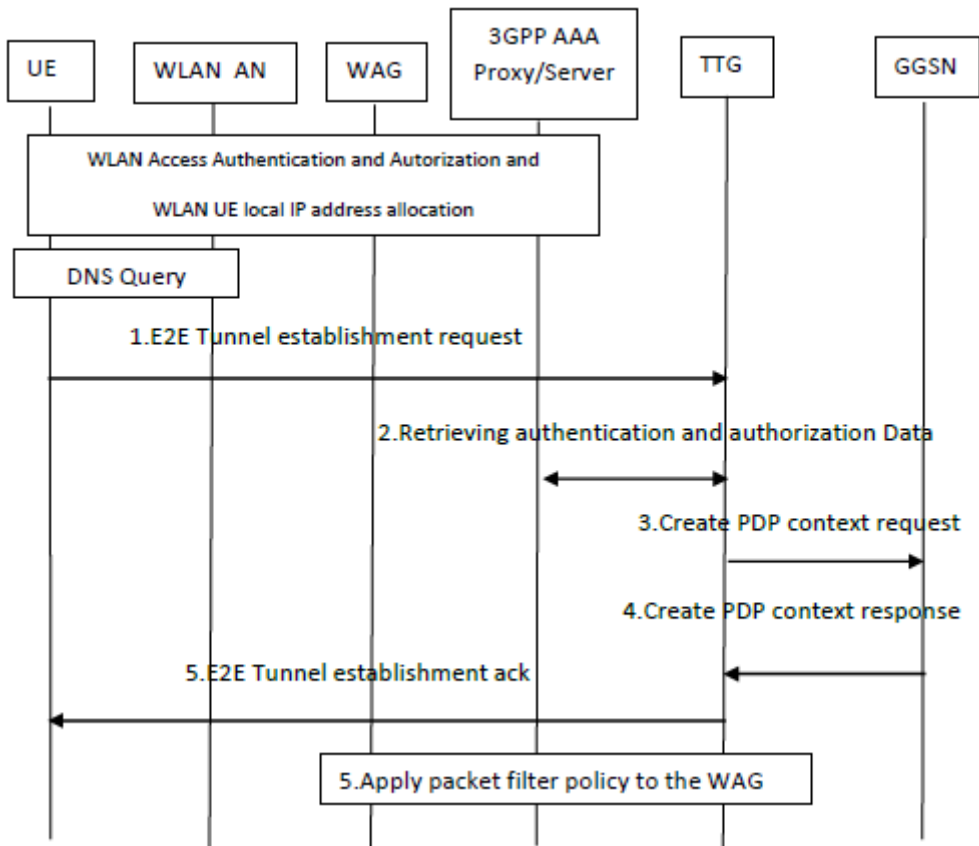 UE
WLAN AN
WAG
3GPP AAA
Proxy/Server
TTG
GGSN
WLAN Access Authentication and Autorization and
WLAN UE local IP address allocation
DNS Query
1.E2E Tunnel establishment request
2.Retrieving authentication and authorization Data
3.Create PDP context request
4.Create PDP context response
5.E2E Tunnel establishment ack
5.Apply packet filter policy to the WAG